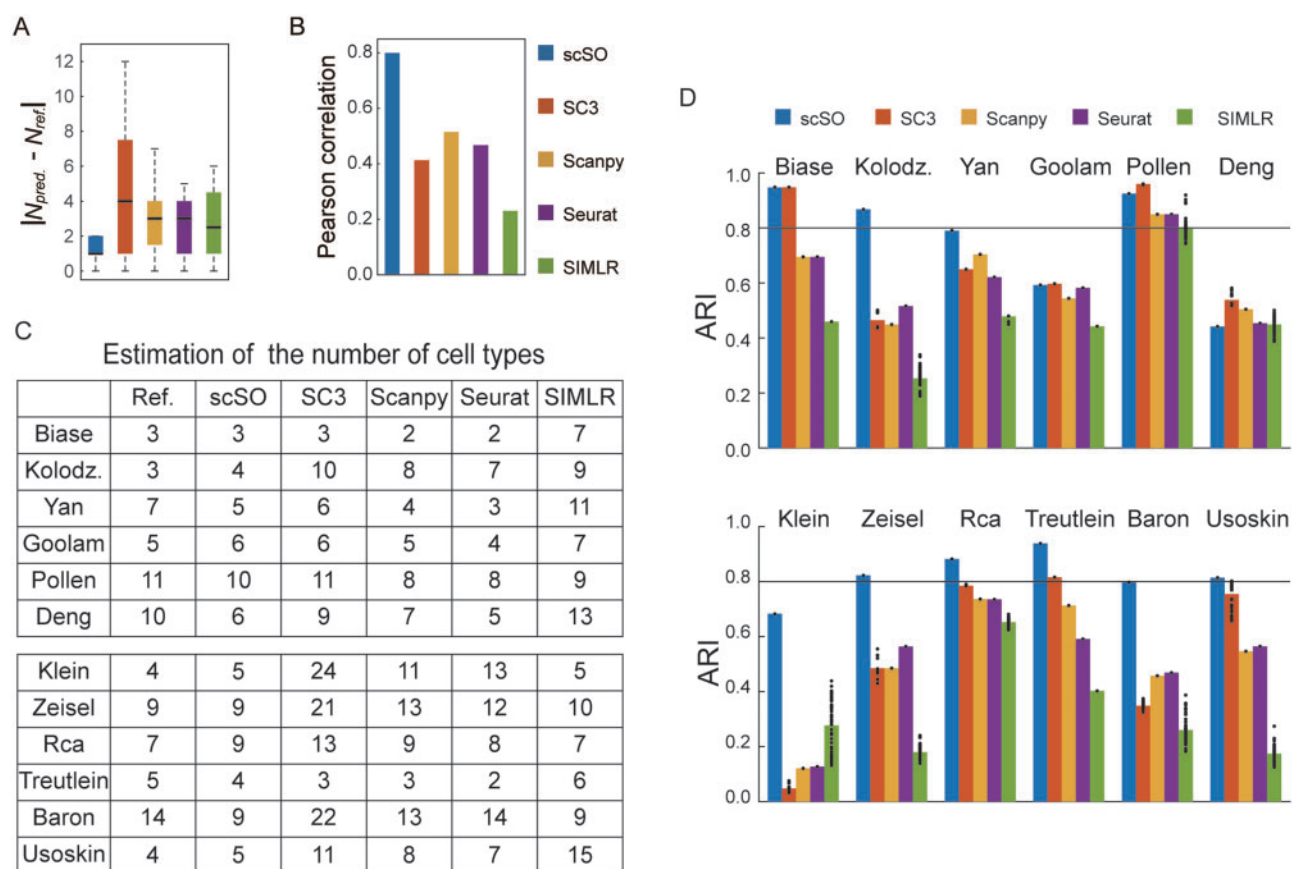 A
|N_pred. - N_ref.|
12
10
8
6
4
2
0
B
Pearson correlation
0.8
0.6
0.4
0.2
0.0
scSO
SC3
Scanpy
Seurat
SIMLR
C
Estimation of the number of cell types
Ref. scSO SC3 Scanpy Seurat SIMLR
Biase 3 3 3 2 2 7
Kolodz. 3 4 10 8 7 9
Yan 7 5 6 4 3 11
Goolam 5 6 6 5 4 7
Pollen 11 10 11 8 8 9
Deng 10 6 9 7 5 13
Klein 4 5 24 11 13 5
Zeisel 9 9 21 13 12 10
Rca 7 9 13 9 8 7
Treutlein 5 4 3 3 2 6
Baron 14 9 22 13 14 9
Usoskin 4 5 11 8 7 15
D
scSO SC3 Scanpy Seurat SIMLR
Biase Kolodz. Yan Goolam Pollen Deng
ARI
1.0
0.8
0.6
0.4
0.2
0.0
Klein Zeisel Rca Treutlein Baron Usoskin
ARI
1.0
0.8
0.6
0.4
0.2
0.0